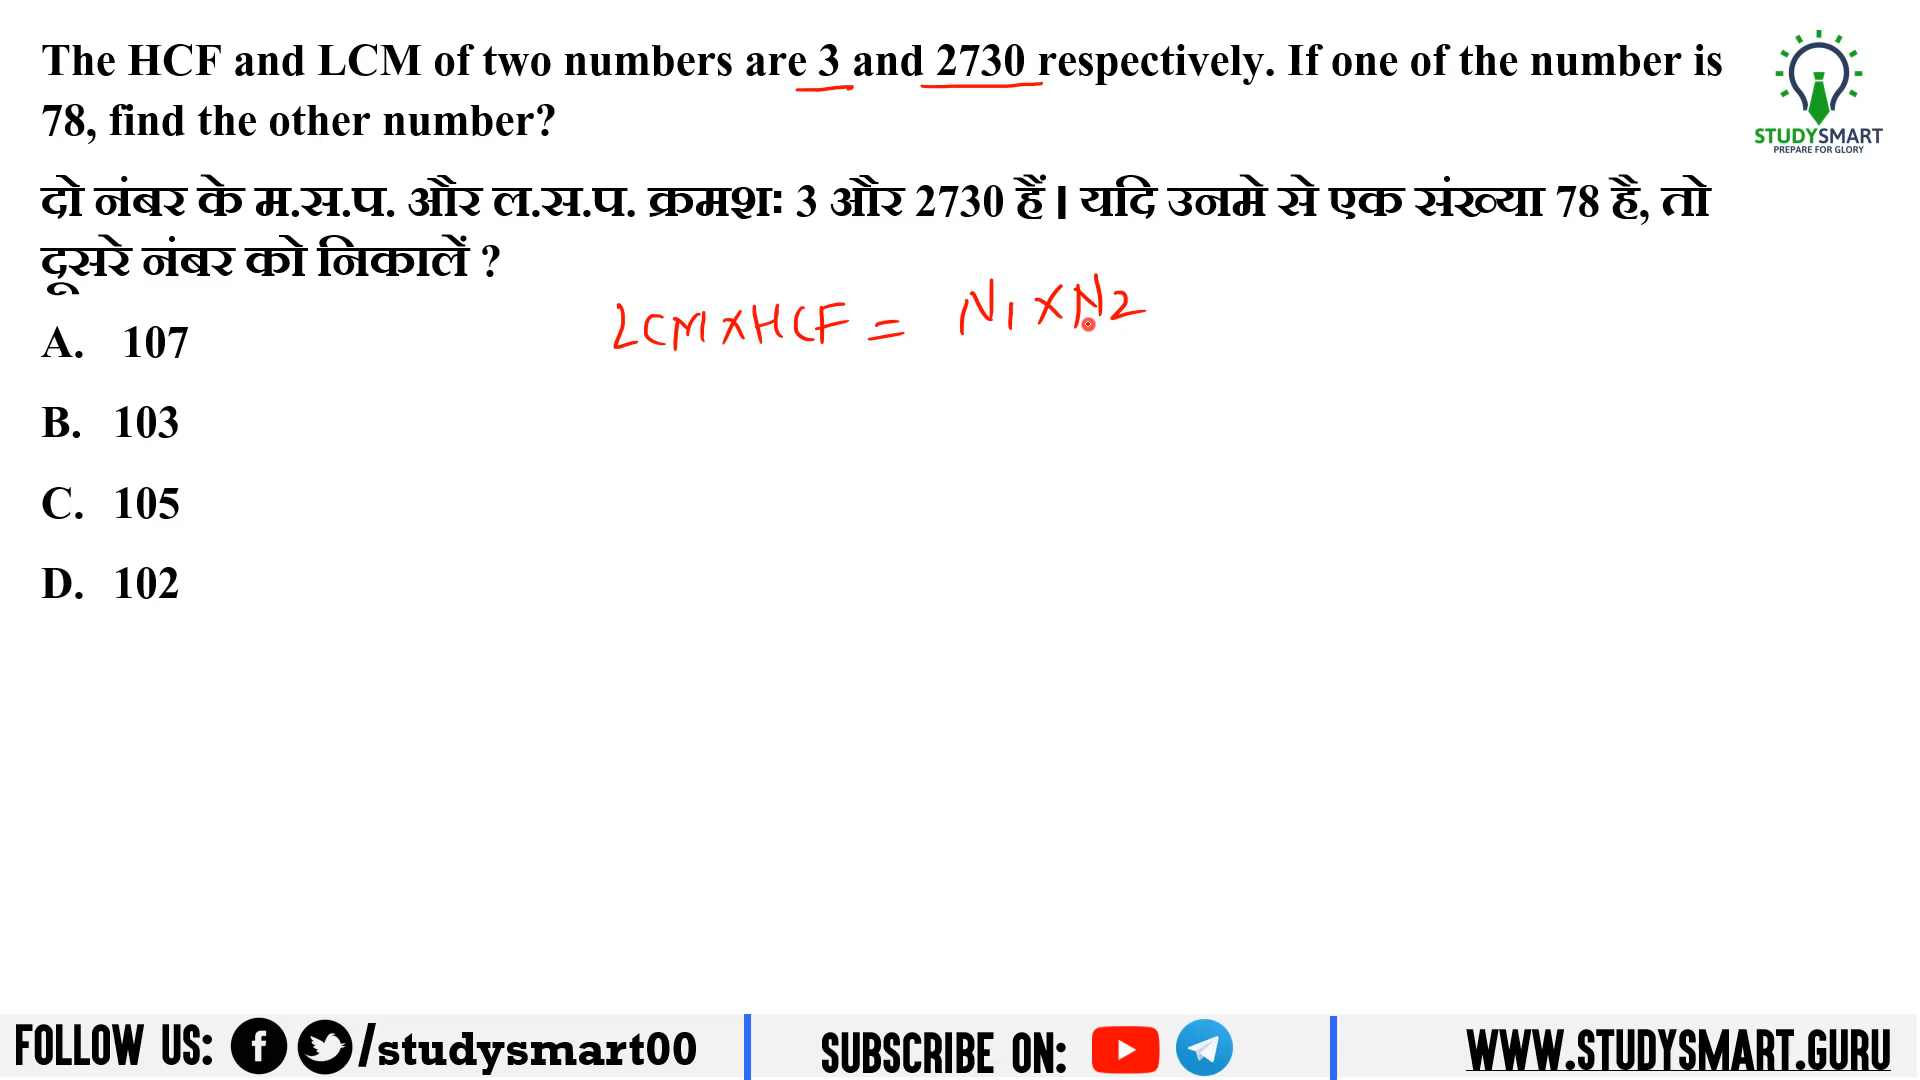 The HCF and LCM of two numbers are 3 and 2730 respectively. If one of the number is
78, find the other number?
STUDYSMART
PREPARE FOR GLORY
दो नंबर के म.स.प. और ल.स.प. क्रमशः 3 और 2730 हैं। यदि उनमे से एक संख्या 78 है, तो
दूसरे नंबर को निकालें ?
LCM×HCF = N1×N2
A. 107
B. 103
C. 105
D. 102
FOLLOW US: /studysmart00 SUBSCRIBE ON: WWW.STUDYSMART.GURU